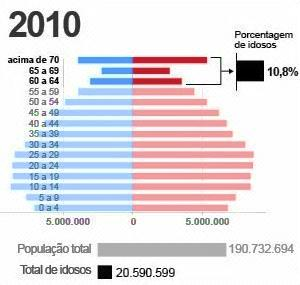 2010
Porcentagem
de idosos
10,8%
acima de 70
65 a 69
60 a 64
55 a 59
50 a 54
45 a 49
40 a 44
35 a 39
30 a 34
25 a 29
20 a 24
15 a 19
10 a 14
5 a 9
0 a 4
5.000.000 0 5.000.000
População total 190.732.694
Total de idosos 20.590.599